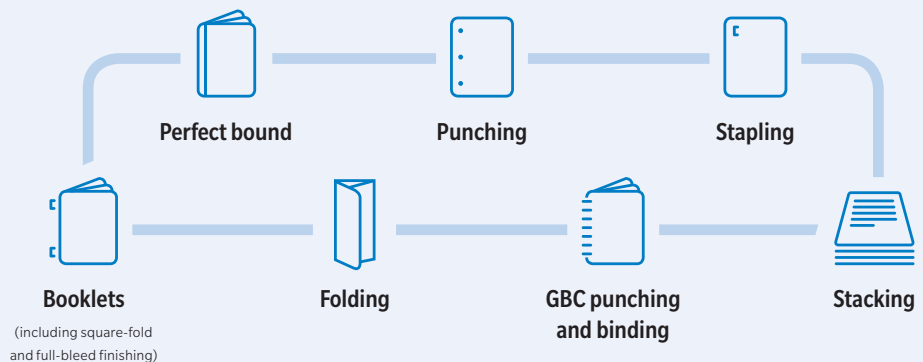 Perfect bound
Punching
Stapling
Booklets
(including square-fold
and full-bleed finishing)
Folding
GBC punching
and binding
Stacking